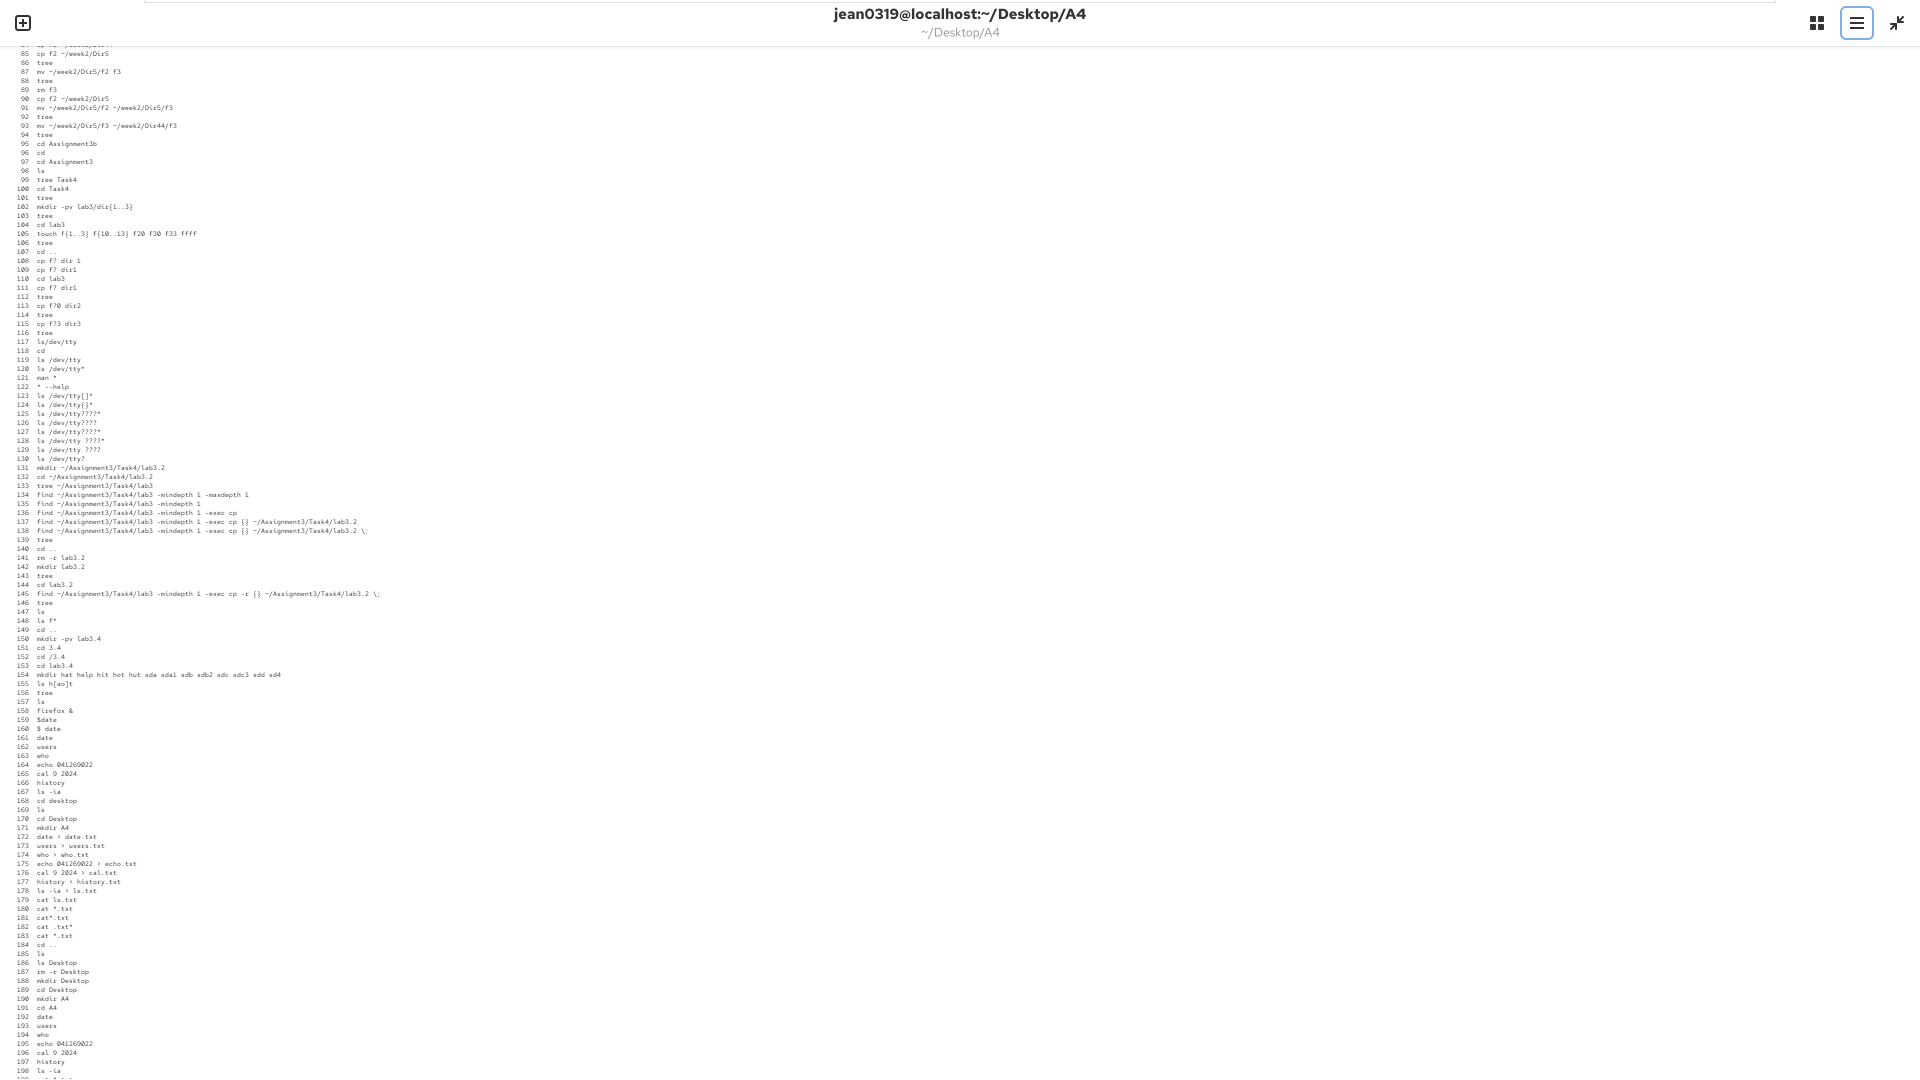 jean0319@localhost:~/Desktop/A4
~/Desktop/A4
85 cp f2 ~/week2/Dir5
86 tree
87 mv ~/week2/Dir5/f2 f3
88 tree
89 rm f3
90 cp f2 ~/week2/Dir5
91 mv ~/week2/Dir5/f2 ~/week2/Dir5/f3
92 tree
93 mv ~/week2/Dir5/f3 ~/week2/Dir44/f3
94 tree
95 cd Assignment3b
96 cd
97 cd Assignment3
98 ls
99 tree Task4
100 cd Task4
101 tree
102 mkdir -pv lab3/dir{1..3}
103 tree
104 cd lab3
105 touch f{1..3} f{10..13} f20 f30 f33 ffff
106 tree
107 cd ..
108 cp f? dir 1
109 cp f? dir1
110 cd lab3
111 cp f? dir1
112 tree
113 cp f?0 dir2
114 tree
115 cp f?3 dir3
116 tree
117 ls/dev/tty
118 cd
119 ls /dev/tty
120 ls /dev/tty*
121 man *
122 * --help
123 ls /dev/tty[]*
124 ls /dev/tty{}*
125 ls /dev/tty????*
126 ls /dev/tty????
127 ls /dev/tty????*
128 ls /dev/tty ????*
129 ls /dev/tty ????
130 ls /dev/tty?
131 mkdir ~/Assignment3/Task4/lab3.2
132 cd ~/Assignment3/Task4/lab3.2
133 tree ~/Assignment3/Task4/lab3
134 find ~/Assignment3/Task4/lab3 -mindepth 1 -maxdepth 1
135 find ~/Assignment3/Task4/lab3 -mindepth 1
136 find ~/Assignment3/Task4/lab3 -mindepth 1 -exec cp
137 find ~/Assignment3/Task4/lab3 -mindepth 1 -exec cp {} ~/Assignment3/Task4/lab3.2
138 find ~/Assignment3/Task4/lab3 -mindepth 1 -exec cp {} ~/Assignment3/Task4/lab3.2 \;
139 tree
140 cd ..
141 rm -r lab3.2
142 mkdir lab3.2
143 tree
144 cd lab3.2
145 find ~/Assignment3/Task4/lab3 -mindepth 1 -exec cp -r {} ~/Assignment3/Task4/lab3.2 \;
146 tree
147 ls
148 ls f*
149 cd ..
150 mkdir -pv lab3.4
151 cd 3.4
152 cd /3.4
153 cd lab3.4
154 mkdir hat help hit hot hut sda sda1 sdb sdb2 sdc sdc3 sdd sd4
155 ls h[ao]t
156 tree
157 ls
158 firefox &
159 $date
160 $ date
161 date
162 users
163 who
164 echo 041269022
165 cal 9 2024
166 history
167 ls -ia
168 cd desktop
169 ls
170 cd Desktop
171 mkdir A4
172 date > date.txt
173 users > users.txt
174 who > who.txt
175 echo 041269022 > echo.txt
176 cal 9 2024 > cal.txt
177 history > history.txt
178 ls -ia > ls.txt
179 cat ls.txt
180 cat *.txt
181 cat*.txt
182 cat .txt*
183 cat *.txt
184 cd ..
185 ls
186 ls Desktop
187 rm -r Desktop
188 mkdir Desktop
189 cd Desktop
190 mkdir A4
191 cd A4
192 date
193 users
194 who
195 echo 041269022
196 cal 9 2024
197 history
198 ls -ia